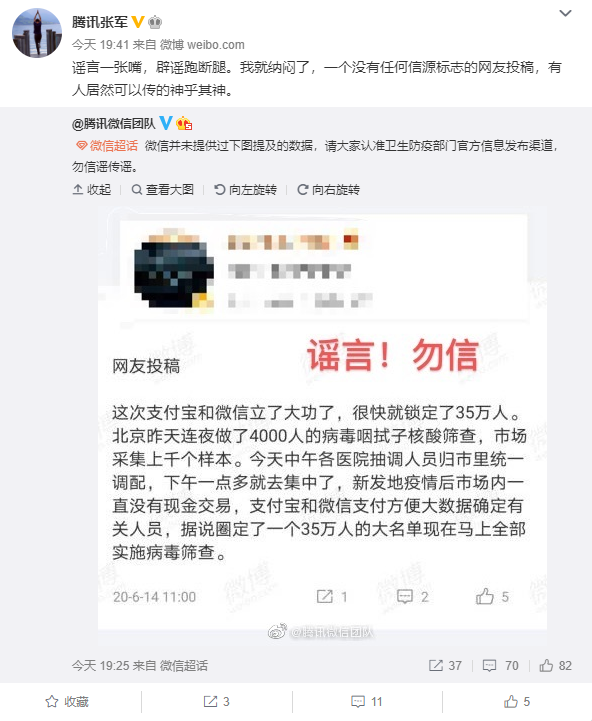 腾讯张军
今天 19:41 来自 微博 weibo.com
谣言一张嘴，辟谣跑断腿。我就纳闷了，一个没有任何信源标志的网友投稿，有
人居然可以传的神乎其神。
@腾讯微信团队
微信超话 微信并未提供过下图提及的数据，请大家认准卫生防疫部门官方信息发布渠道，
勿信谣传谣。
收起 查看大图 向左旋转 向右旋转
谣言！勿信
网友投稿
这次支付宝和微信立了大功了，很快就锁定了35万人。
北京昨天连夜做了4000人的病毒咽拭子核酸筛查，市场
采集上千个样本。今天中午各医院抽调人员归市里统一
调配，下午一点多就去集中了，新发地疫情后市场内一
直没有现金交易，支付宝和微信支付方便大数据确定有
关人员，据说圈定了一个35万人的大名单现在马上全部
实施病毒筛查。
20-6-14 11:00 1 2 5
@腾讯微信团队
今天 19:25 来自 微信超话 37 70 82
收藏 3 11 5